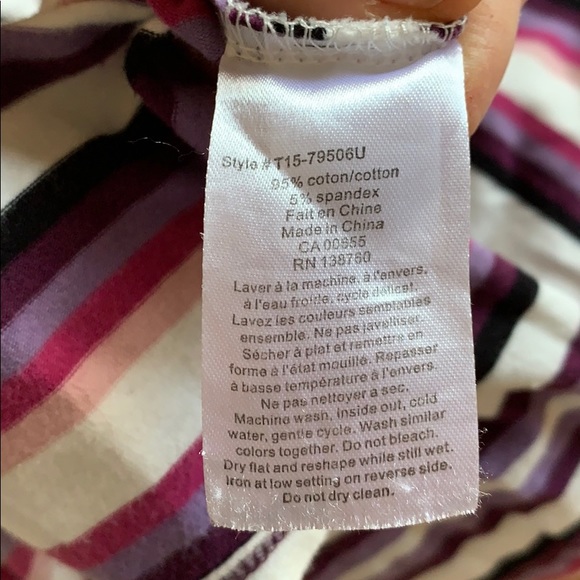 Style # T15-79506U
95% coton/cotton
5% spandex
Fait en Chine
Made in China
CA 00655
RN 138760
Laver à la machine, à l'envers,
à l'eau froide, cycle délicat.
Lavez les couleurs semblables
ensemble. Ne pas javelliser.
Sécher à plat et remettre en
forme à l'état mouillé. Repasser
à basse température à l'envers.
Ne pas nettoyer à sec.
Machine wash, inside out, cold
water, gentle cycle. Wash similar
colors together. Do not bleach.
Dry flat and reshape while still wet.
Iron at low setting on reverse side.
Do not dry clean.